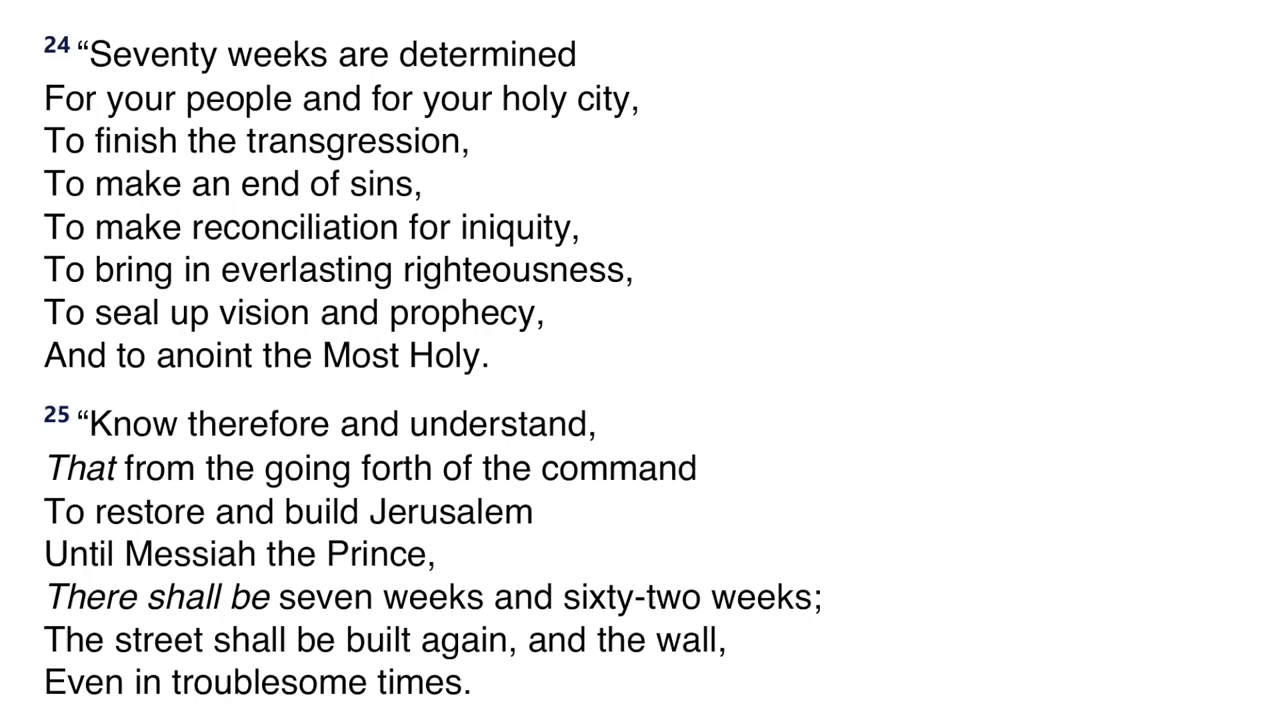 24 “Seventy weeks are determined
For your people and for your holy city,
To finish the transgression,
To make an end of sins,
To make reconciliation for iniquity,
To bring in everlasting righteousness,
To seal up vision and prophecy,
And to anoint the Most Holy.
25 “Know therefore and understand,
That from the going forth of the command
To restore and build Jerusalem
Until Messiah the Prince,
There shall be seven weeks and sixty-two weeks;
The street shall be built again, and the wall,
Even in troublesome times.